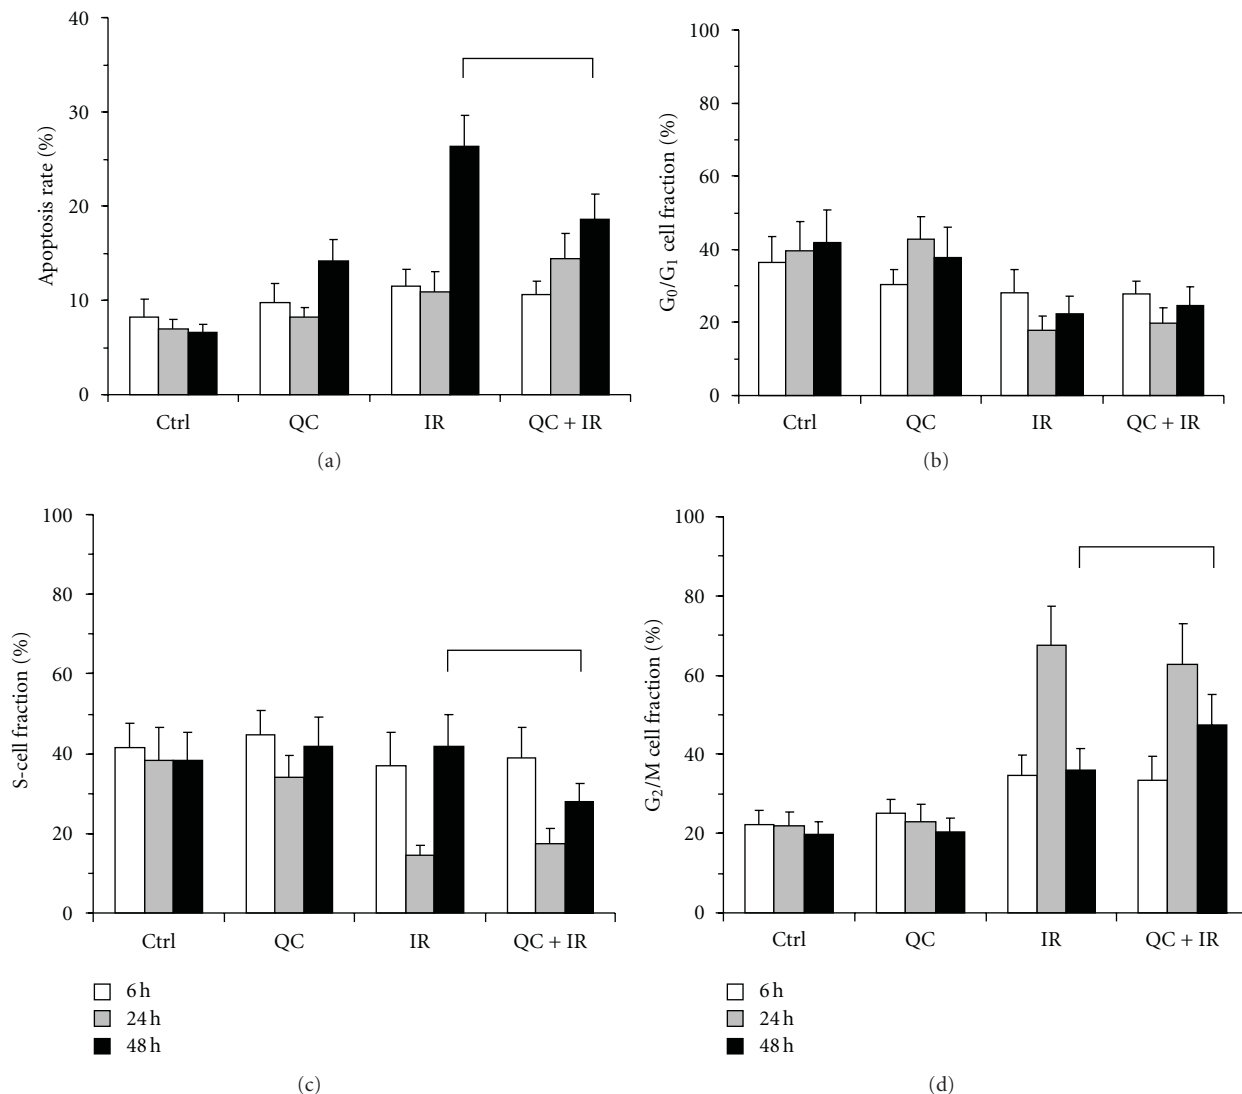 40
30
20
10
0
Apoptosis rate (%)
Ctrl QC IR QC + IR
(a)
100
80
60
40
20
0
G₀/G₁ cell fraction (%)
Ctrl QC IR QC + IR
(b)
100
80
60
40
20
0
S-cell fraction (%)
Ctrl QC IR QC + IR
6 h
24 h
48 h
(c)
100
80
60
40
20
0
G₂/M cell fraction (%)
Ctrl QC IR QC + IR
6 h
24 h
48 h
(d)